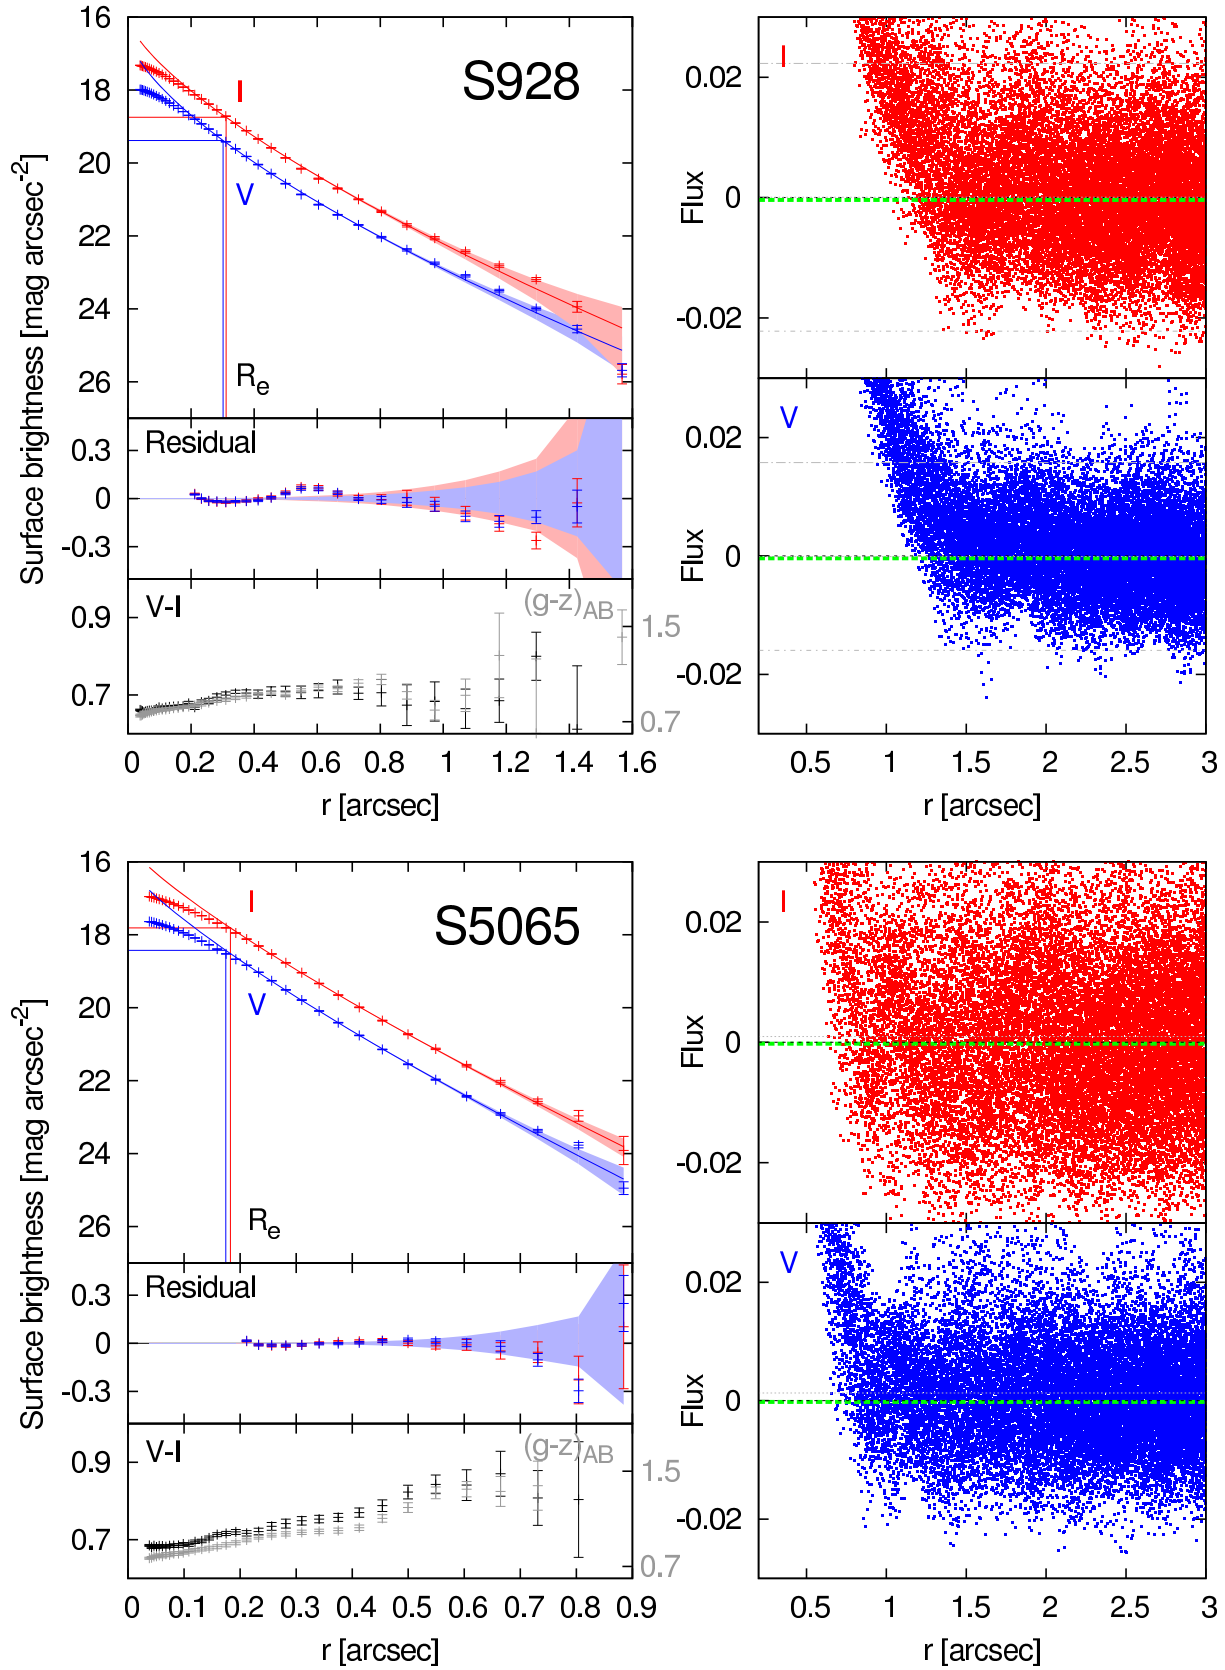 S928
I
V
R_e
16
18
20
22
24
26
Surface brightness [mag arcsec^-2]
Residual
0.3
0
-0.3
V-I
(g-z)_AB
0.9
0.7
1.5
0.7
0 0.2 0.4 0.6 0.8 1 1.2 1.4 1.6
r [arcsec]
I
0.02
0
-0.02
Flux
V
0.02
0
-0.02
Flux
0.5 1 1.5 2 2.5 3
r [arcsec]
S5065
I
V
R_e
16
18
20
22
24
26
Surface brightness [mag arcsec^-2]
Residual
0.3
0
-0.3
V-I
(g-z)_AB
0.9
0.7
1.5
0.7
0 0.1 0.2 0.3 0.4 0.5 0.6 0.7 0.8 0.9
r [arcsec]
I
0.02
0
-0.02
Flux
V
0.02
0
-0.02
Flux
0.5 1 1.5 2 2.5 3
r [arcsec]